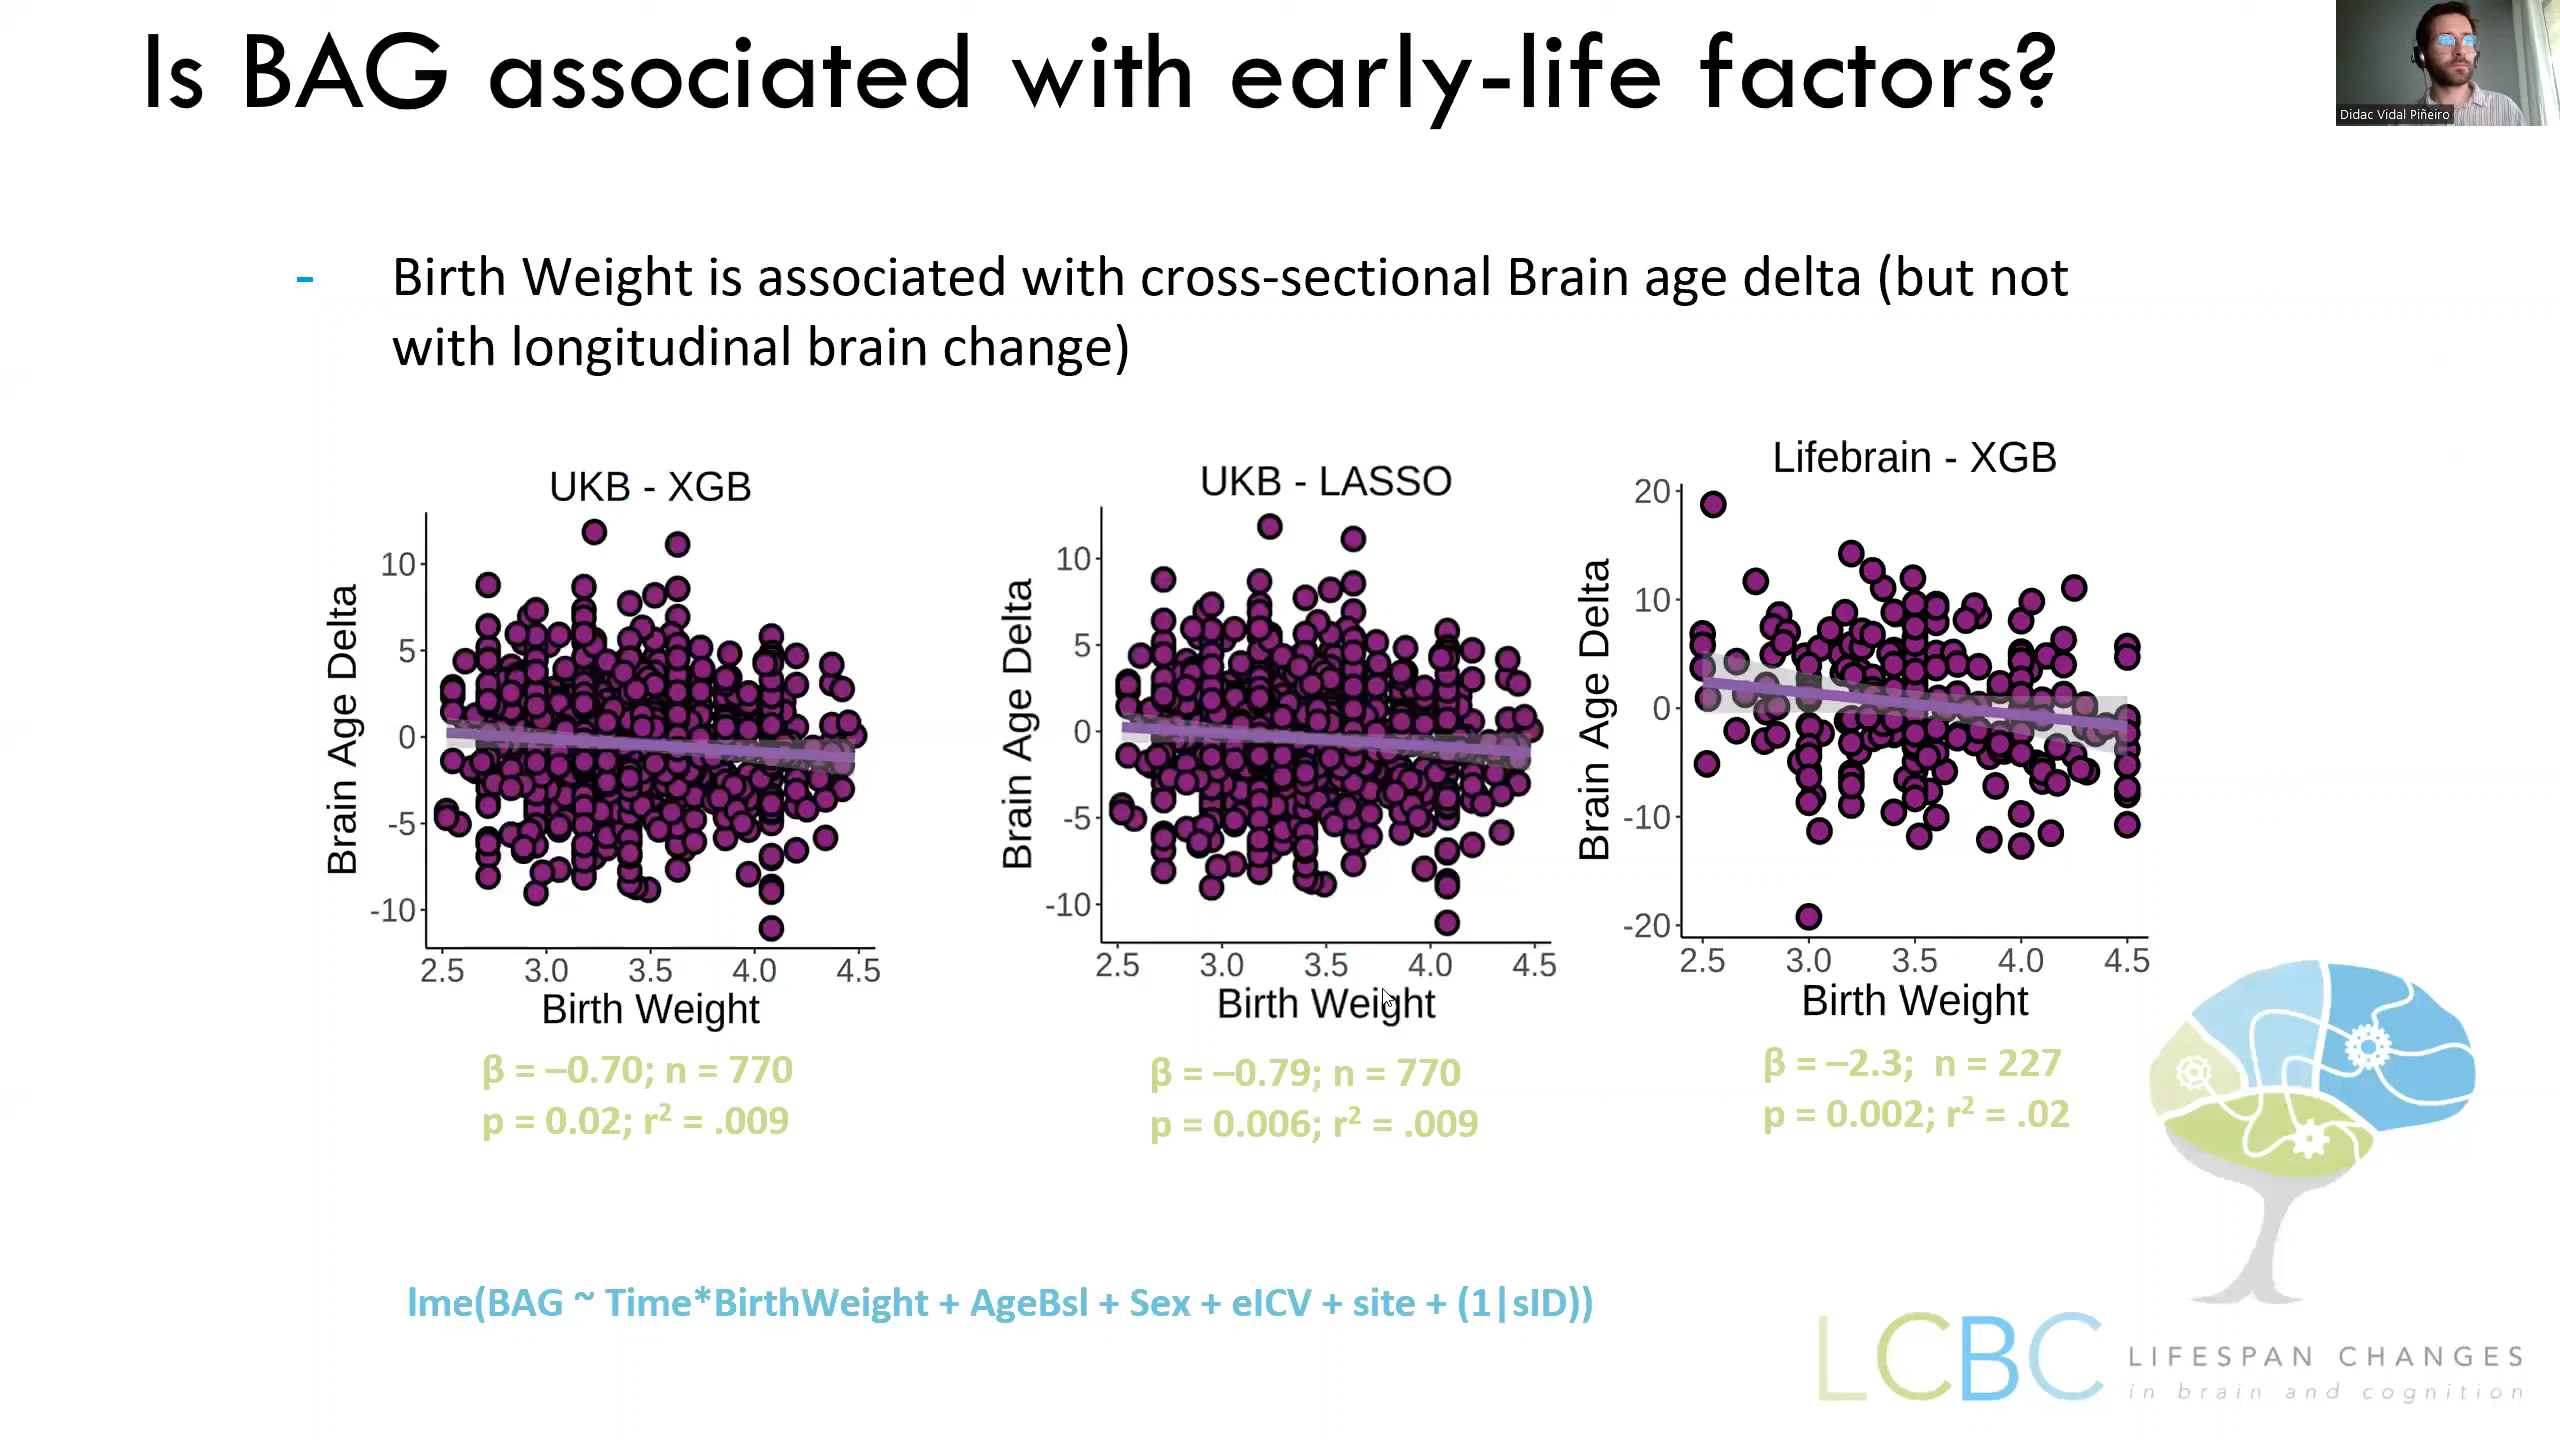 Is BAG associated with early-life factors?
Didac Vidal Piñeiro
- Birth Weight is associated with cross-sectional Brain age delta (but not
with longitudinal brain change)
UKB - XGB
Brain Age Delta
10
5
0
-5
-10
2.5 3.0 3.5 4.0 4.5
Birth Weight
β = –0.70; n = 770
p = 0.02; r² = .009
UKB - LASSO
Brain Age Delta
10
5
0
-5
-10
2.5 3.0 3.5 4.0 4.5
Birth Weight
β = –0.79; n = 770
p = 0.006; r² = .009
Lifebrain - XGB
Brain Age Delta
20
10
0
-10
-20
2.5 3.0 3.5 4.0 4.5
Birth Weight
β = –2.3; n = 227
p = 0.002; r² = .02
lme(BAG ~ Time*BirthWeight + AgeBsl + Sex + eICV + site + (1|sID))
LCBC
LIFESPAN CHANGES
in brain and cognition